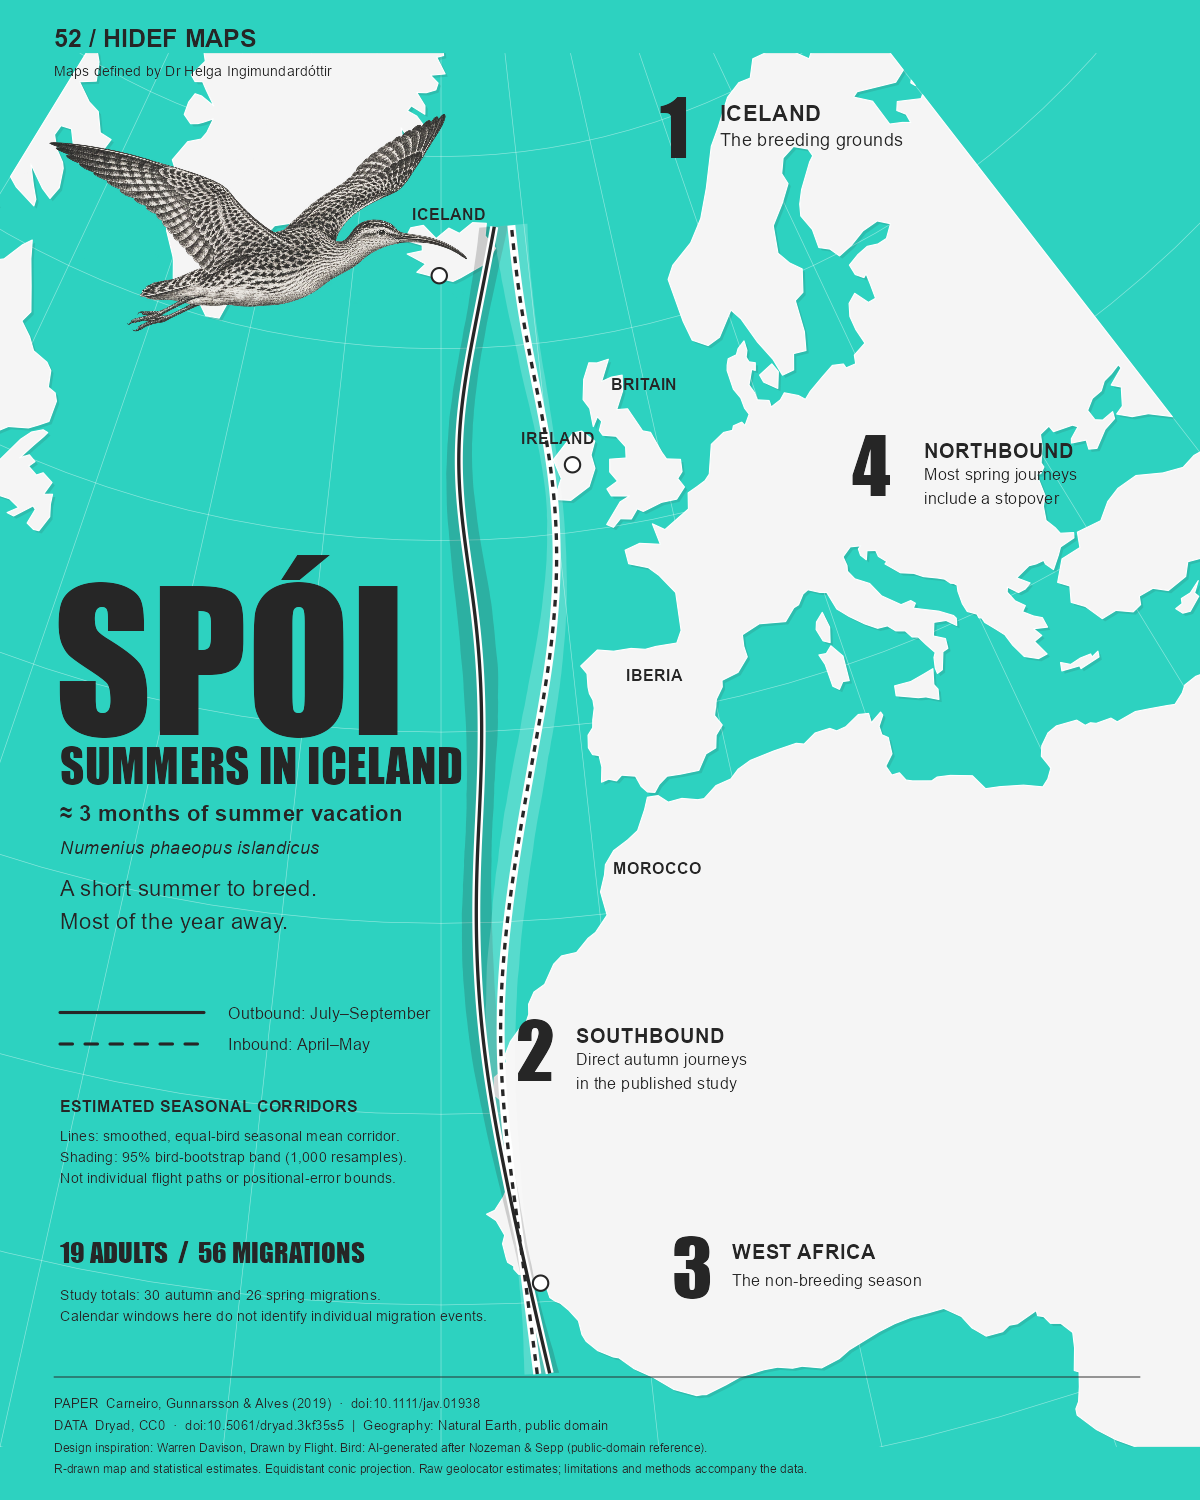 52 / HIDEF MAPS
Maps defined by Dr Helga Ingimundardóttir
1
ICELAND
The breeding grounds
ICELAND
BRITAIN
IRELAND
4
NORTHBOUND
Most spring journeys
include a stopover
SPÓI
SUMMERS IN ICELAND
≈ 3 months of summer vacation
Numenius phaeopus islandicus
A short summer to breed.
Most of the year away.
IBERIA
MOROCCO
Outbound: July–September
Inbound: April–May
2
SOUTHBOUND
Direct autumn journeys
in the published study
ESTIMATED SEASONAL CORRIDORS
Lines: smoothed, equal-bird seasonal mean corridor.
Shading: 95% bird-bootstrap band (1,000 resamples).
Not individual flight paths or positional-error bounds.
19 ADULTS / 56 MIGRATIONS
Study totals: 30 autumn and 26 spring migrations.
Calendar windows here do not identify individual migration events.
3
WEST AFRICA
The non-breeding season
PAPER Carneiro, Gunnarsson & Alves (2019) · doi:10.1111/jav.01938
DATA Dryad, CC0 · doi:10.5061/dryad.3kf35s5 | Geography: Natural Earth, public domain
Design inspiration: Warren Davison, Drawn by Flight. Bird: AI-generated after Nozeman & Sepp (public-domain reference).
R-drawn map and statistical estimates. Equidistant conic projection. Raw geolocator estimates; limitations and methods accompany the data.